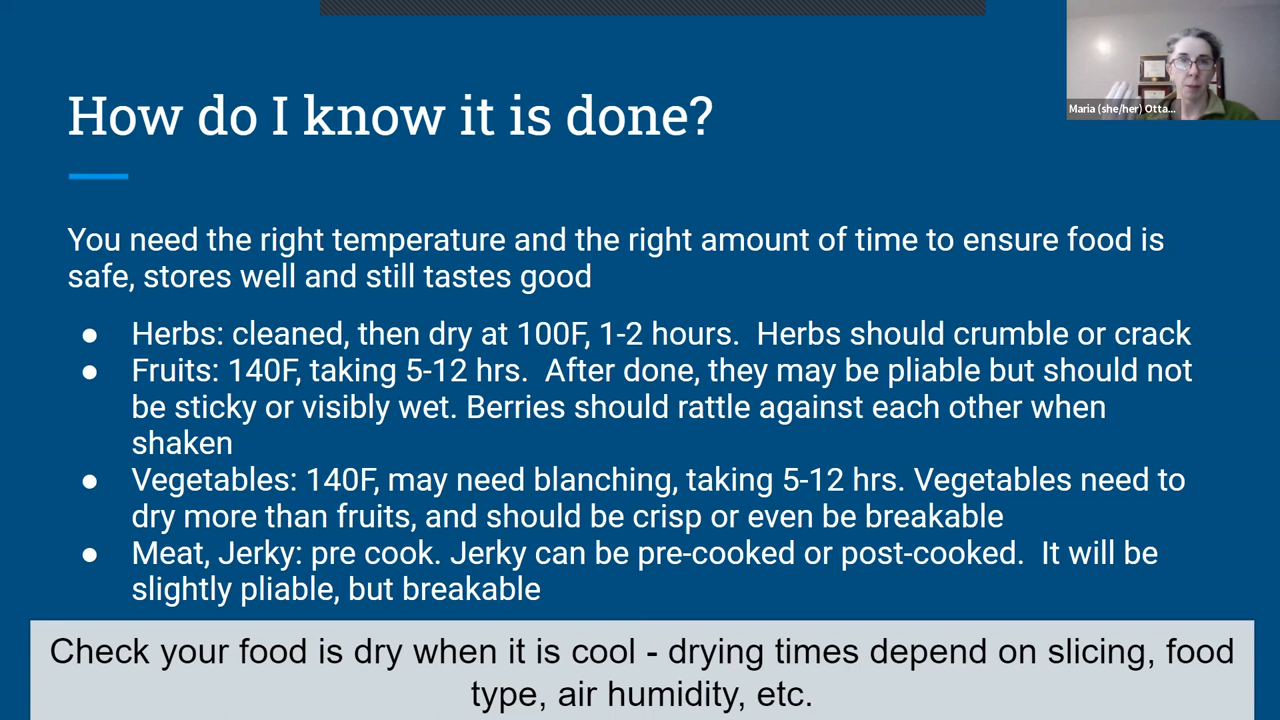 Maria (she/her) Otta...
How do I know it is done?
You need the right temperature and the right amount of time to ensure food is
safe, stores well and still tastes good
● Herbs: cleaned, then dry at 100F, 1-2 hours.  Herbs should crumble or crack
● Fruits: 140F, taking 5-12 hrs.  After done, they may be pliable but should not
be sticky or visibly wet. Berries should rattle against each other when
shaken
● Vegetables: 140F, may need blanching, taking 5-12 hrs. Vegetables need to
dry more than fruits, and should be crisp or even be breakable
● Meat, Jerky: pre cook. Jerky can be pre-cooked or post-cooked.  It will be
slightly pliable, but breakable
Check your food is dry when it is cool - drying times depend on slicing, food
type, air humidity, etc.